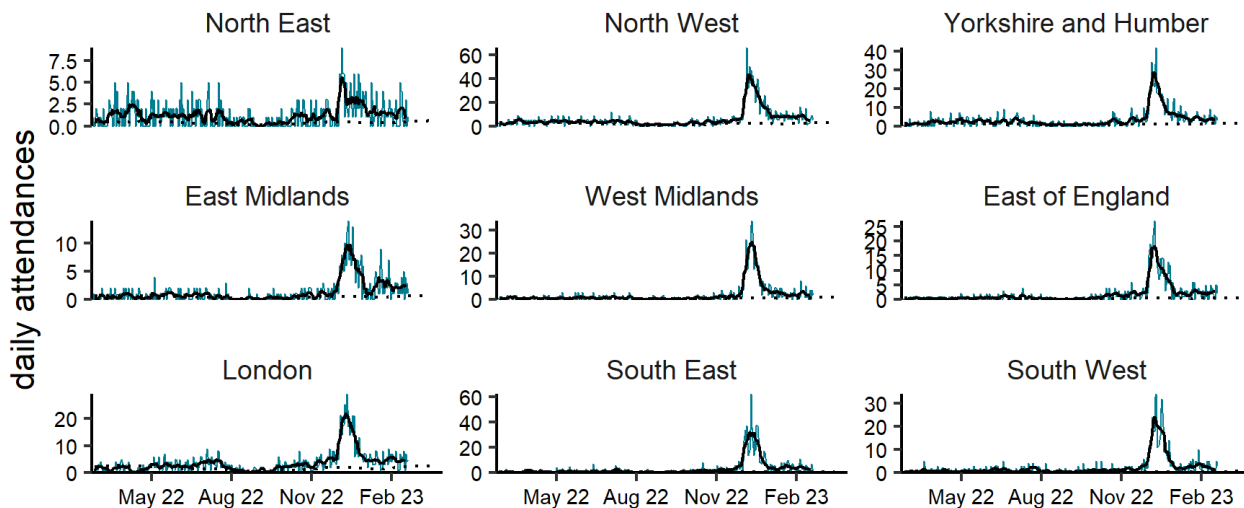 North East
North West
Yorkshire and Humber
7.5
5.0
2.5
0.0
60
40
20
0
40
30
20
10
0
daily attendances
East Midlands
West Midlands
East of England
10
5
0
30
20
10
0
25
20
15
10
5
0
London
South East
South West
20
10
0
60
40
20
0
30
20
10
0
May 22 Aug 22 Nov 22 Feb 23
May 22 Aug 22 Nov 22 Feb 23
May 22 Aug 22 Nov 22 Feb 23